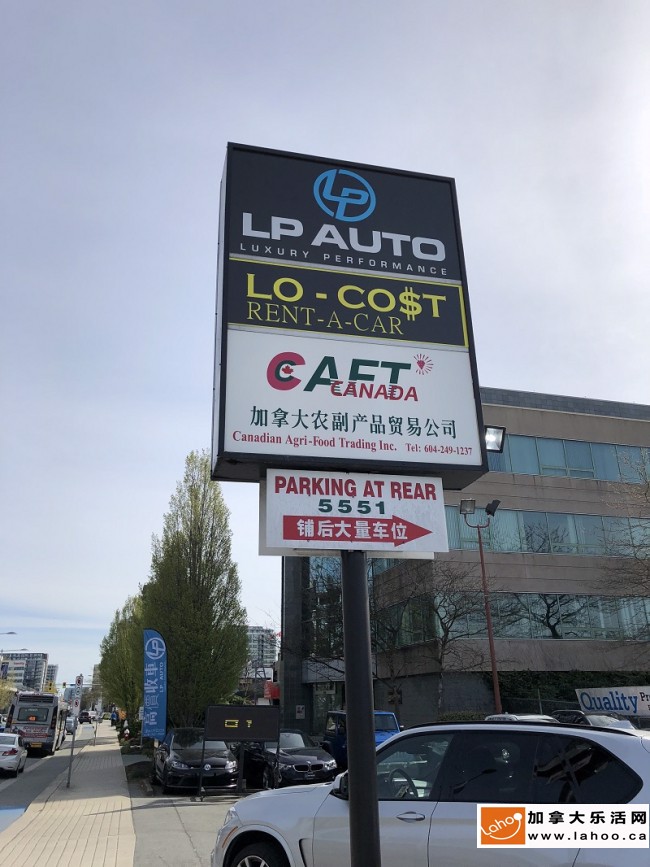 LP
LP AUTO
LUXURY PERFORMANCE
LO-CO$T
RENT-A-CAR
CAFT
CANADA
加拿大农副产品贸易公司
Canadian Agri-Food Trading Inc. Tel: 604-249-1237
PARKING AT REAR
5551
铺后大量车位
LP AUTO
Quality
Lahoo
加拿大乐活网
www.lahoo.ca